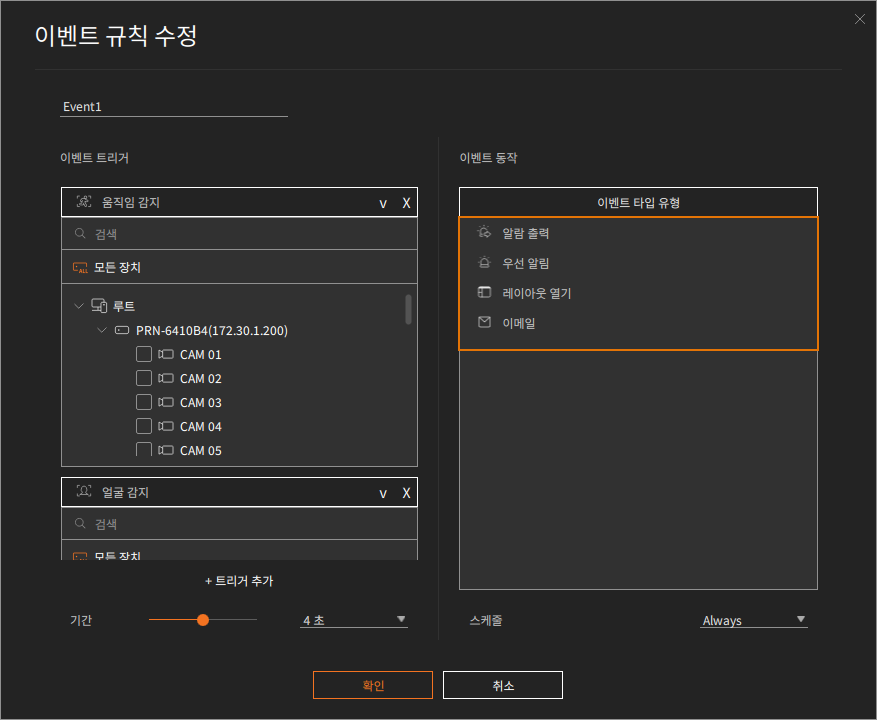 이벤트 규칙 수정
Event1
이벤트 트리거
움직임 감지 v X
검색
ALL 모든 장치
루트
PRN-6410B4(172.30.1.200)
CAM 01
CAM 02
CAM 03
CAM 04
CAM 05
얼굴 감지 v X
검색
모든 장치
+ 트리거 추가
기간 4 초
이벤트 동작
이벤트 타입 유형
알람 출력
우선 알림
레이아웃 열기
이메일
스케줄 Always
확인 취소